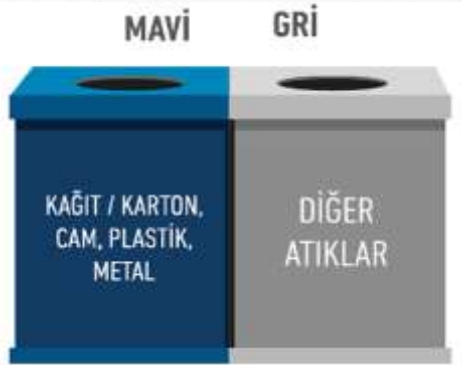 MAVİ
GRİ
KAĞIT / KARTON,
CAM, PLASTİK,
METAL
DİĞER
ATIKLAR